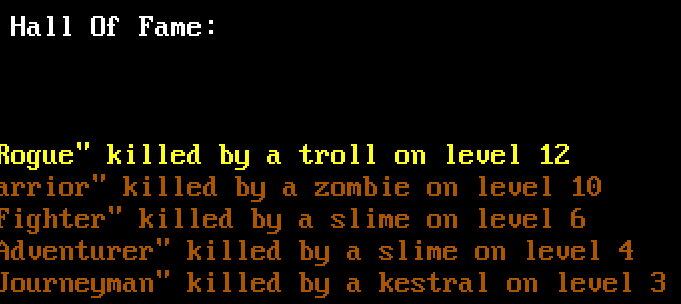 Hall Of Fame:
Rogue" killed by a troll on level 12
arrior" killed by a zombie on level 10
Fighter" killed by a slime on level 6
Adventurer" killed by a slime on level 4
Journeyman" killed by a kestral on level 3